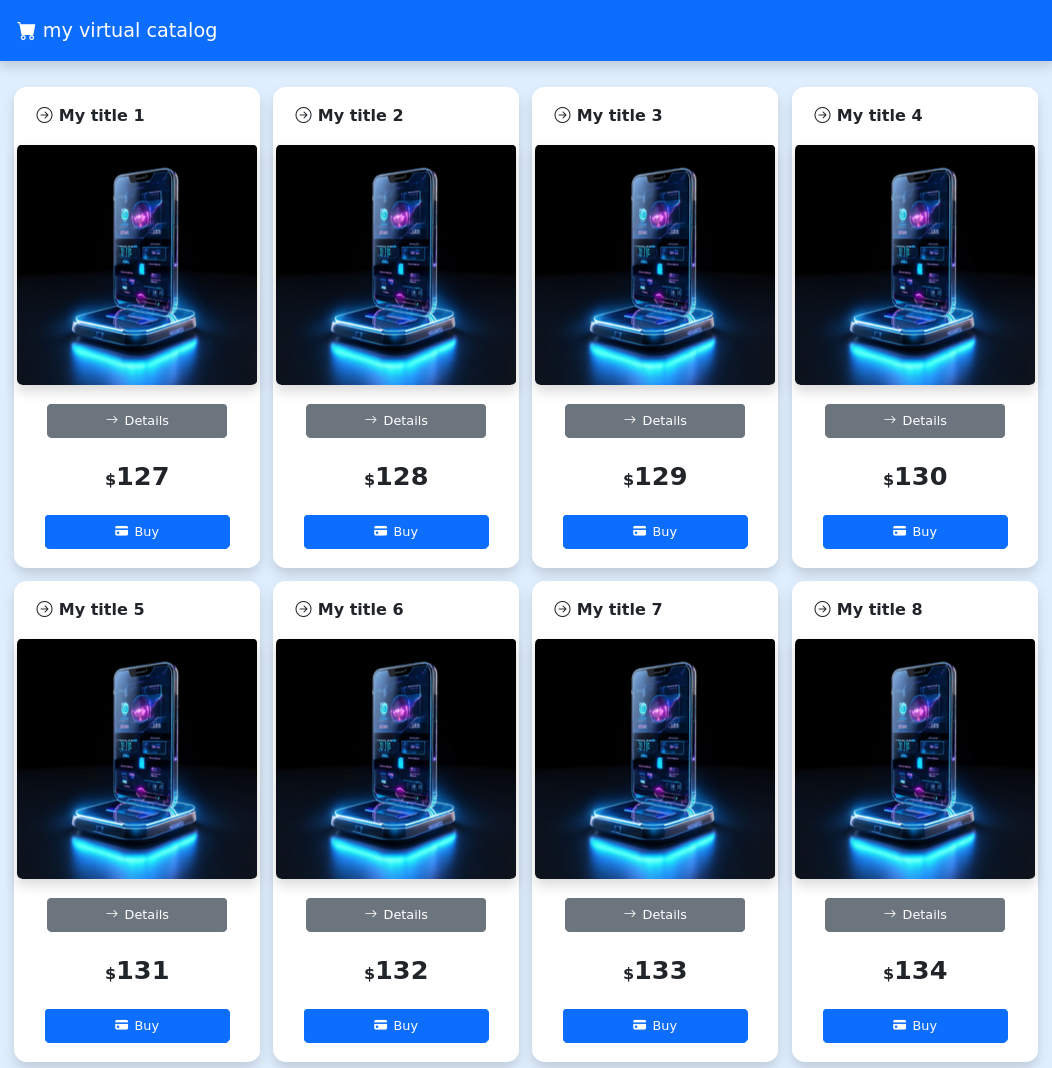 my virtual catalog
My title 1
My title 2
My title 3
My title 4
Details
Details
Details
Details
$127
$128
$129
$130
Buy
Buy
Buy
Buy
My title 5
My title 6
My title 7
My title 8
Details
Details
Details
Details
$131
$132
$133
$134
Buy
Buy
Buy
Buy